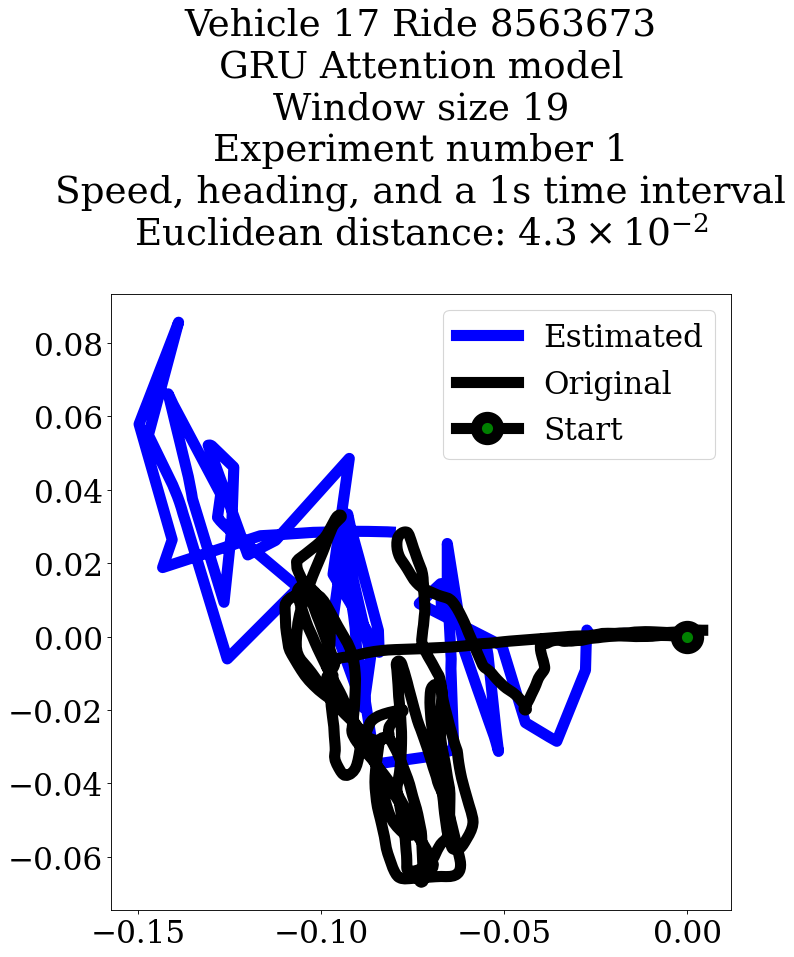 Vehicle 17 Ride 8563673
GRU Attention model
Window size 19
Experiment number 1
Speed, heading, and a 1s time interval
Euclidean distance: 4.3 × 10⁻²
Estimated
Original
Start
0.08
0.06
0.04
0.02
0.00
−0.02
−0.04
−0.06
−0.15 −0.10 −0.05 0.00